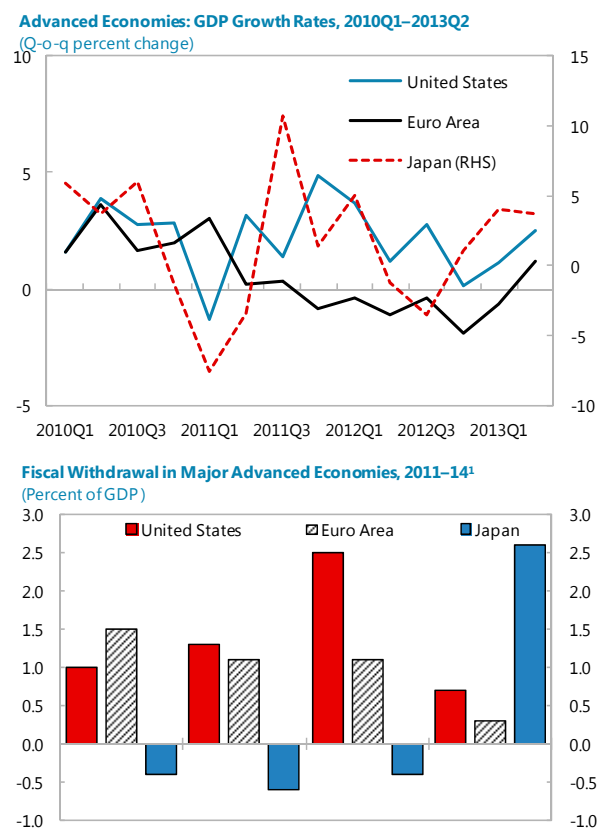 Advanced Economies: GDP Growth Rates, 2010Q1–2013Q2
(Q-o-q percent change)
10 15
United States
Euro Area
10
Japan (RHS)
5 5
0 0
-5
-5 -10
2010Q1 2010Q3 2011Q1 2011Q3 2012Q1 2012Q3 2013Q1
Fiscal Withdrawal in Major Advanced Economies, 2011–14¹
(Percent of GDP)
3.0 3.0
United States Euro Area Japan
2.5 2.5
2.0 2.0
1.5 1.5
1.0 1.0
0.5 0.5
0.0 0.0
-0.5 -0.5
-1.0 -1.0